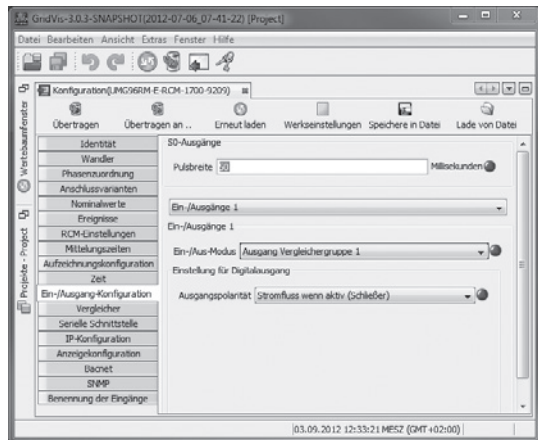 GridVis-3.0.3-SNAPSHOT(2012-07-06_07-41-22) [Project]
Datei Bearbeiten Ansicht Extras Fenster Hilfe
Konfiguration(UMG96RM-E-RCM-1700-9209)
Übertragen Übertragen an .. Erneut laden Werkseinstellungen Speichere in Datei Lade von Datei
Wertebaumfenster
Projekte - Project
Identität
Wandler
Phasenzuordnung
Anschlussvarianten
Nominalwerte
Ereignisse
RCM-Einstellungen
Mittelungszeiten
Aufzeichnungskonfiguration
Zeit
Ein-/Ausgang-Konfiguration
Vergleicher
Serielle Schnittstelle
IP-Konfiguration
Anzeigekonfiguration
Bacnet
SNMP
Benennung der Eingänge
S0-Ausgänge
Pulsbreite Millisekunden
Ein-/Ausgänge 1
Ein-/Ausgänge 1
Ein-/Aus-Modus Ausgang Vergleichergruppe 1
Einstellung für Digitalausgang
Ausgangspolarität Stromfluss wenn aktiv (Schließer)
03.09.2012 12:33:21 MESZ (GMT+02:00)